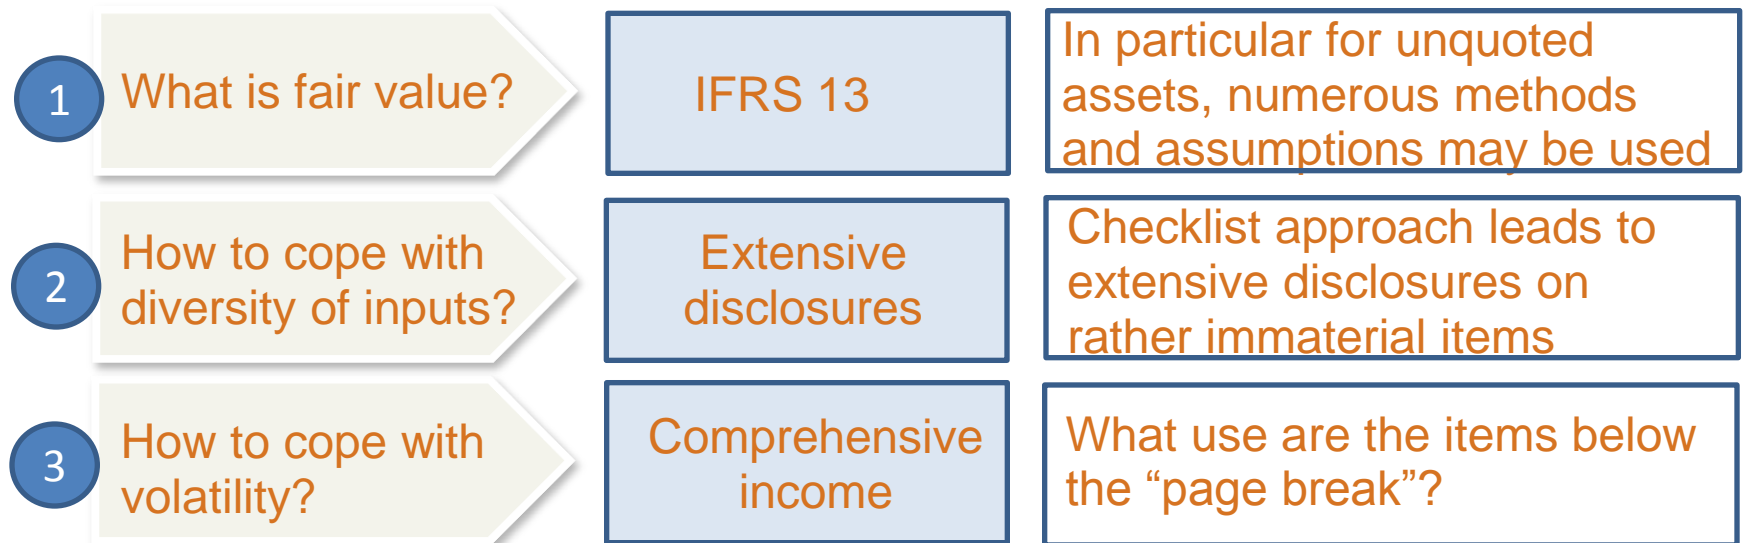 1
What is fair value?
IFRS 13
In particular for unquoted
assets, numerous methods
and assumptions may be used
2
How to cope with
diversity of inputs?
Extensive
disclosures
Checklist approach leads to
extensive disclosures on
rather immaterial items
3
How to cope with
volatility?
Comprehensive
income
What use are the items below
the “page break”?